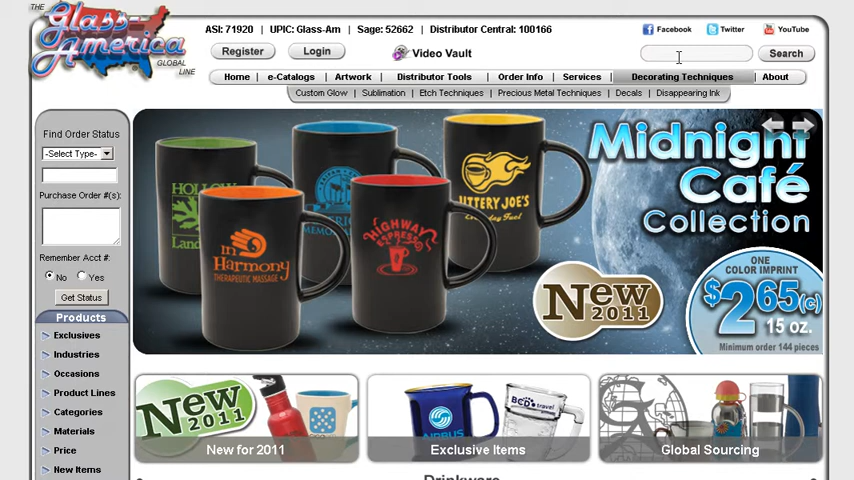 THE
Glass
America
GLOBAL
LINE
ASI: 71920 | UPIC: Glass-Am | Sage: 52662 | Distributor Central: 100166
Facebook Twitter YouTube
Register Login Video Vault Search
Home | e-Catalogs | Artwork | Distributor Tools | Order Info | Services | Decorating Techniques | About
Custom Glow | Sublimation | Etch Techniques | Precious Metal Techniques | Decals | Disappearing Ink
Find Order Status
-Select Type-
Purchase Order #(s):
Remember Acct #:
No Yes
Get Status
Products
Exclusives
Industries
Occasions
Product Lines
Categories
Materials
Price
New Items
HOLLOW
in
Harmony
THERAPEUTIC MASSAGE
HIGHWAY
ESPRESSO
Midnight
Café
Collection
New
2011
ONE
COLOR IMPRINT
$2.65(c)
15 oz.
Minimum order 144 pieces
New
2011
New for 2011
BCD travel
Exclusive Items
Global Sourcing
Drinkware